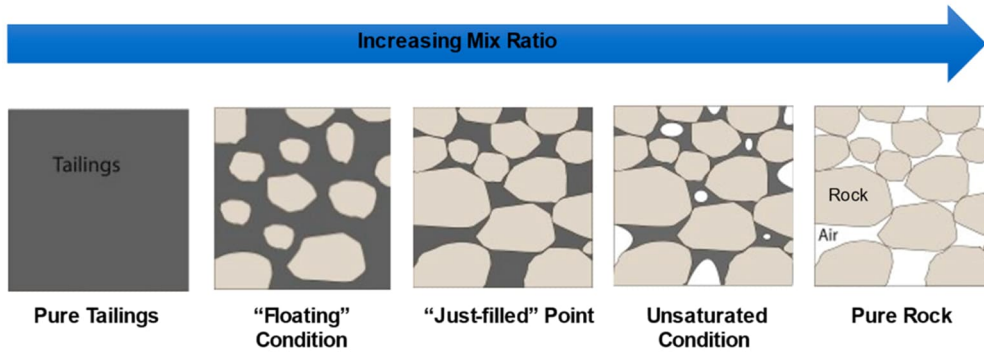 Increasing Mix Ratio
Tailings
Rock
Air
Pure Tailings
“Floating”
Condition
“Just-filled” Point
Unsaturated
Condition
Pure Rock